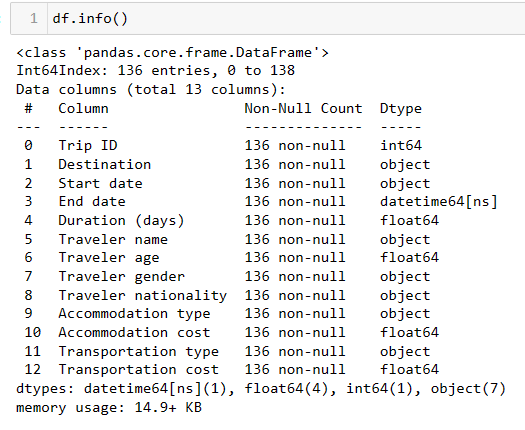 1 df.info()
<class 'pandas.core.frame.DataFrame'>
Int64Index: 136 entries, 0 to 138
Data columns (total 13 columns):
 #   Column                Non-Null Count  Dtype
---  ------                --------------  -----
 0   Trip ID               136 non-null    int64
 1   Destination           136 non-null    object
 2   Start date            136 non-null    object
 3   End date              136 non-null    datetime64[ns]
 4   Duration (days)       136 non-null    float64
 5   Traveler name         136 non-null    object
 6   Traveler age          136 non-null    float64
 7   Traveler gender       136 non-null    object
 8   Traveler nationality  136 non-null    object
 9   Accommodation type    136 non-null    object
 10  Accommodation cost    136 non-null    float64
 11  Transportation type   136 non-null    object
 12  Transportation cost   136 non-null    float64
dtypes: datetime64[ns](1), float64(4), int64(1), object(7)
memory usage: 14.9+ KB